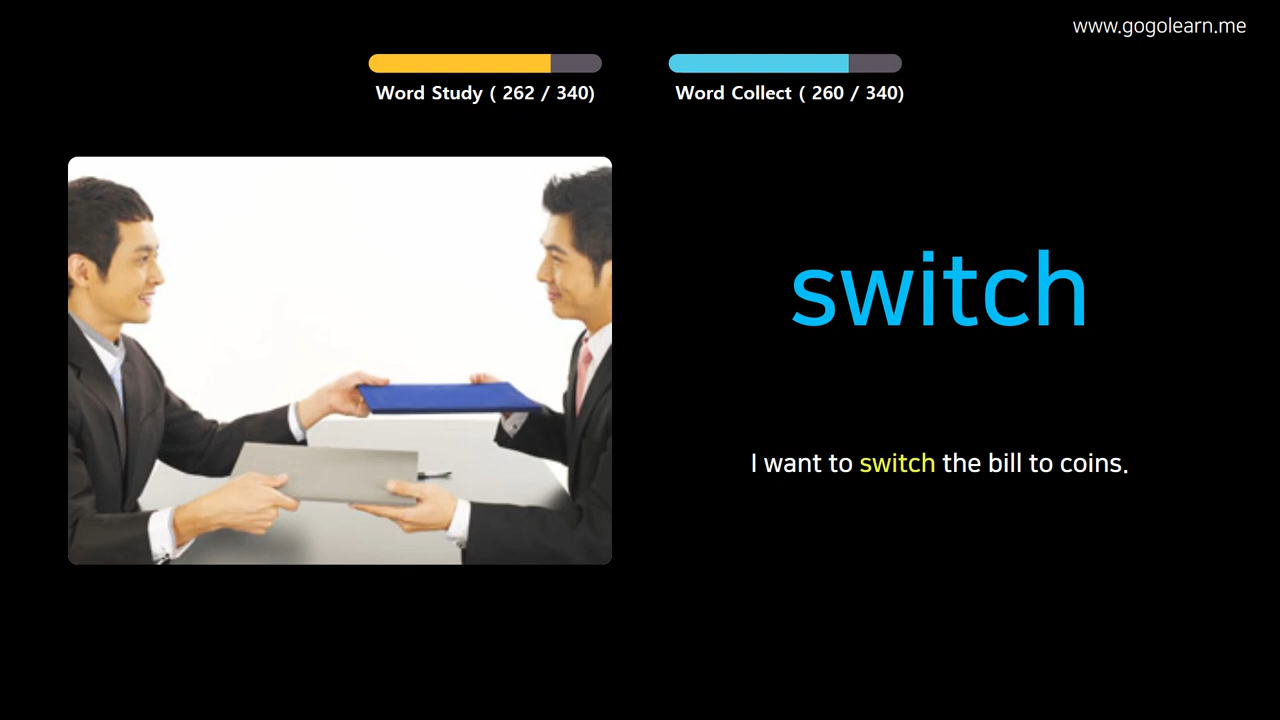 www.gogolearn.me
Word Study ( 262 / 340)
Word Collect ( 260 / 340)
switch
I want to switch the bill to coins.